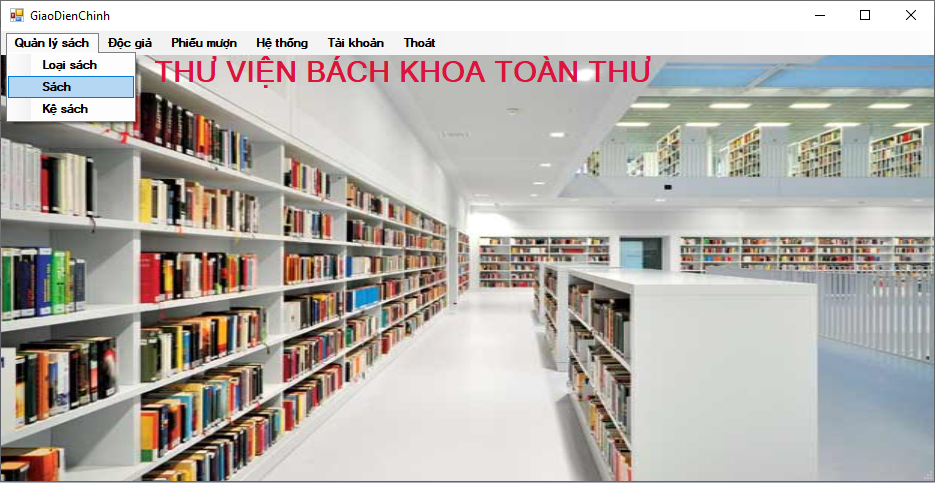 GiaoDienChinh
Quản lý sách Độc giả Phiếu mượn Hệ thống Tài khoản Thoát
Loại sách
Sách
Kệ sách
THƯ VIỆN BÁCH KHOA TOÀN THƯ